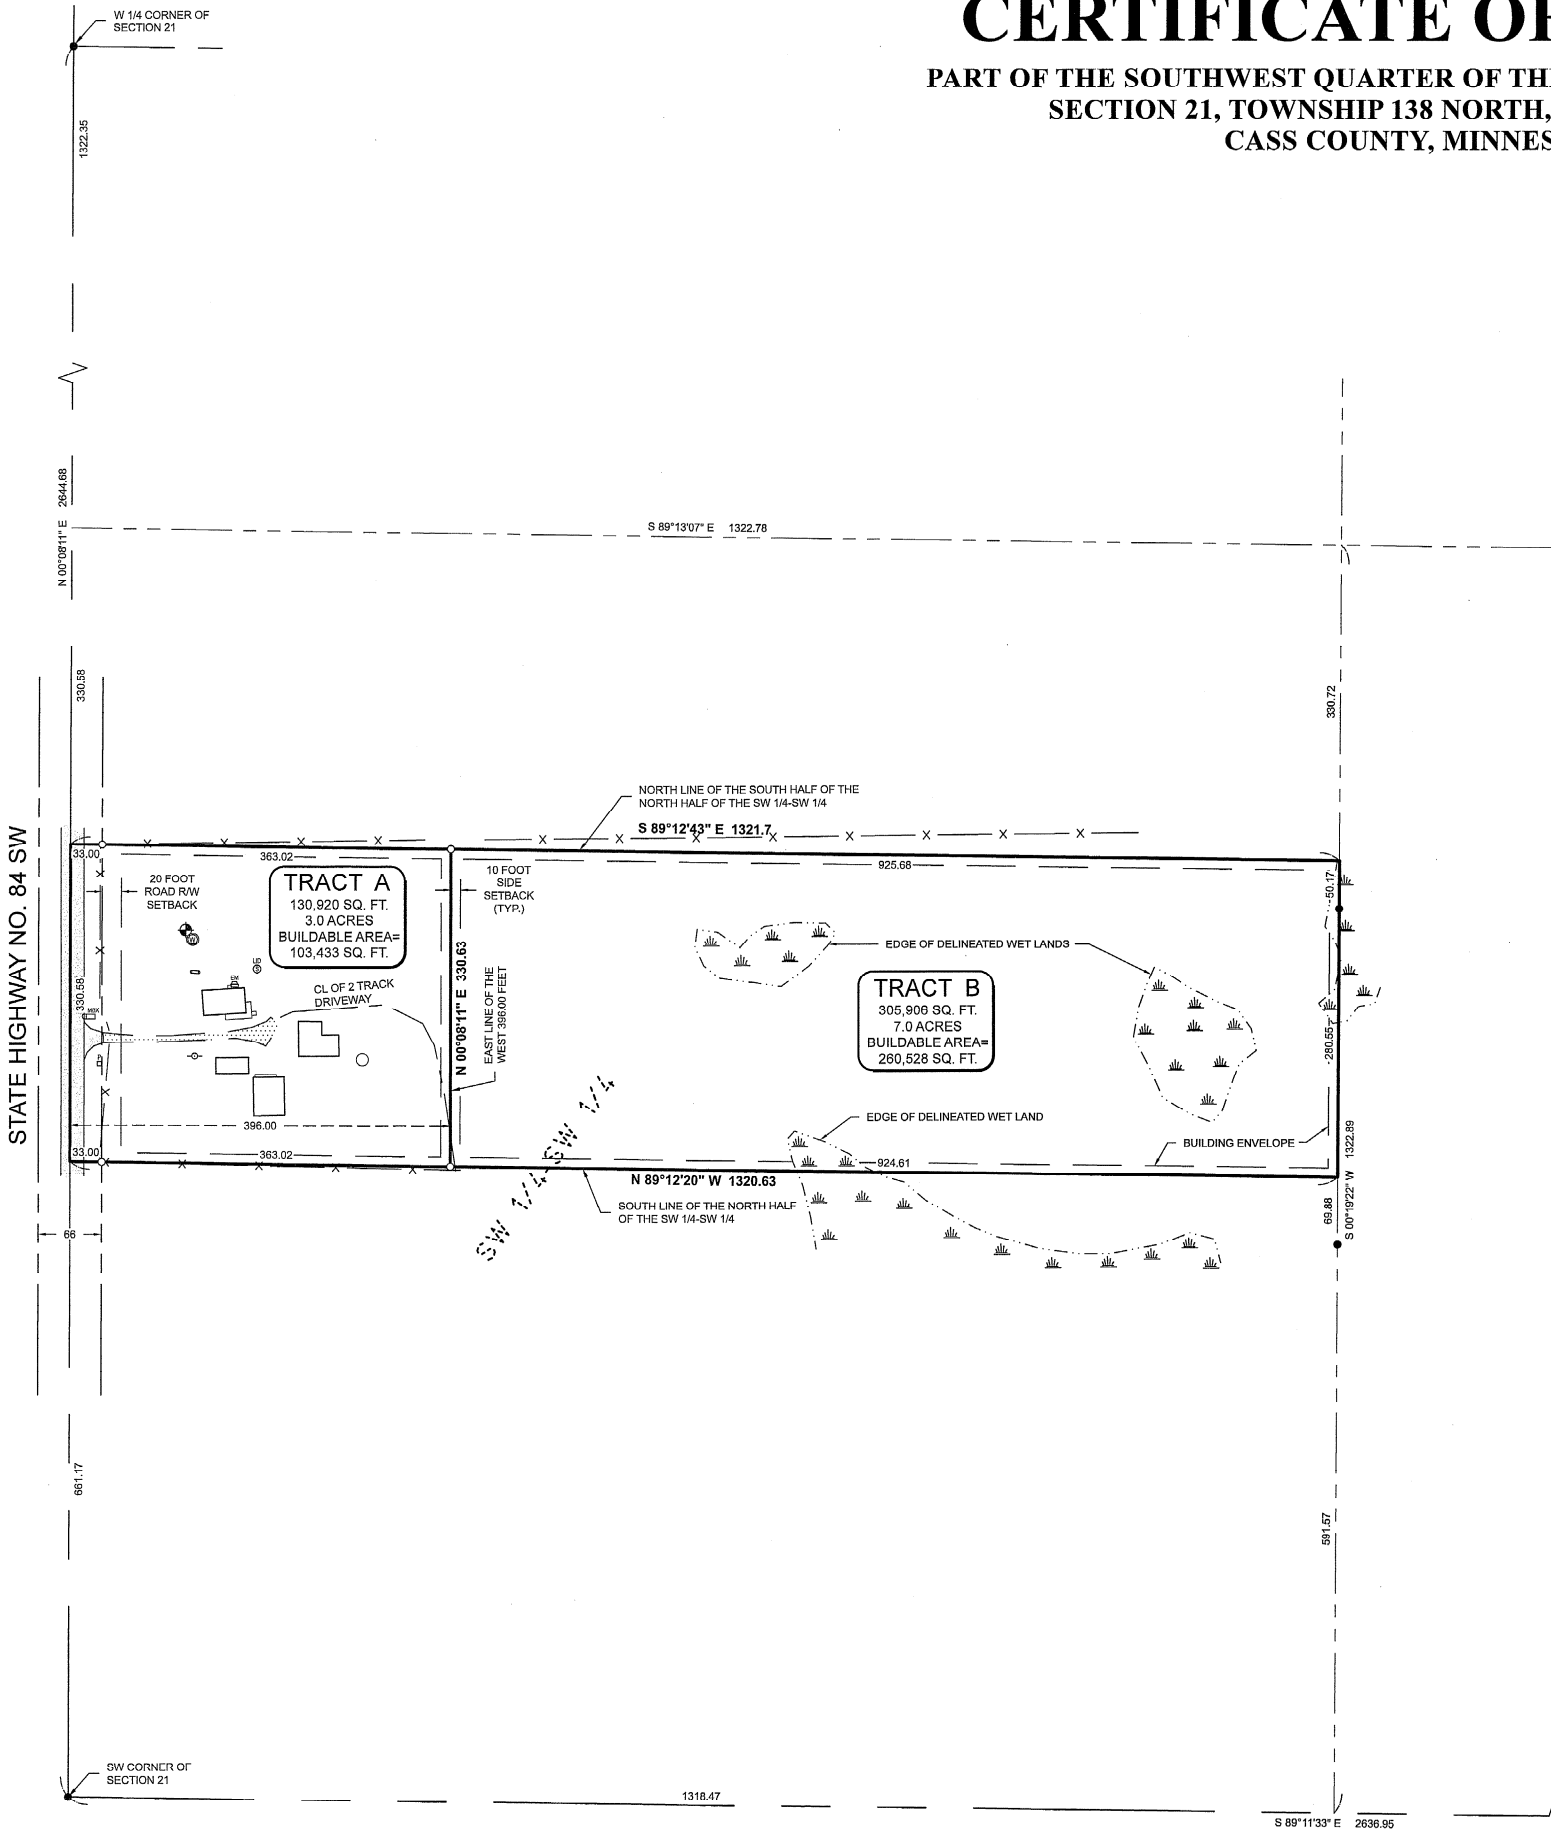 W 1/4 CORNER OF
SECTION 21
CERTIFICATE OF
PART OF THE SOUTHWEST QUARTER OF TH
SECTION 21, TOWNSHIP 138 NORTH,
CASS COUNTY, MINNES
1322.35
N 00°08'11" E 2644.68
S 89°13'07" E 1322.78
330.58
330.72
STATE HIGHWAY NO. 84 SW
NORTH LINE OF THE SOUTH HALF OF THE
NORTH HALF OF THE SW 1/4-SW 1/4
S 89°12'43" E 1321.7
33.00
363.02
925.68
20 FOOT
ROAD R/W
SETBACK
TRACT A
130,920 SQ. FT.
3.0 ACRES
BUILDABLE AREA=
103,433 SQ. FT.
10 FOOT
SIDE
SETBACK
(TYP.)
50.17
EDGE OF DELINEATED WET LANDS
TRACT B
305,906 SQ. FT.
7.0 ACRES
BUILDABLE AREA=
260,528 SQ. FT.
N 00°08'11" E 330.63
EAST LINE OF THE
WEST 396.00 FEET
CL OF 2 TRACK
DRIVEWAY
330.58
280.55
396.00
EDGE OF DELINEATED WET LAND
BUILDING ENVELOPE
33.00
363.02
924.61
N 89°12'20" W 1320.63
SOUTH LINE OF THE NORTH HALF
OF THE SW 1/4-SW 1/4
SW 1/4-SW 1/4
S 00°19'22" W 1322.89
69.88
66
661.17
591.57
SW CORNER OF
SECTION 21
1318.47
S 89°11'33" E 2636.95